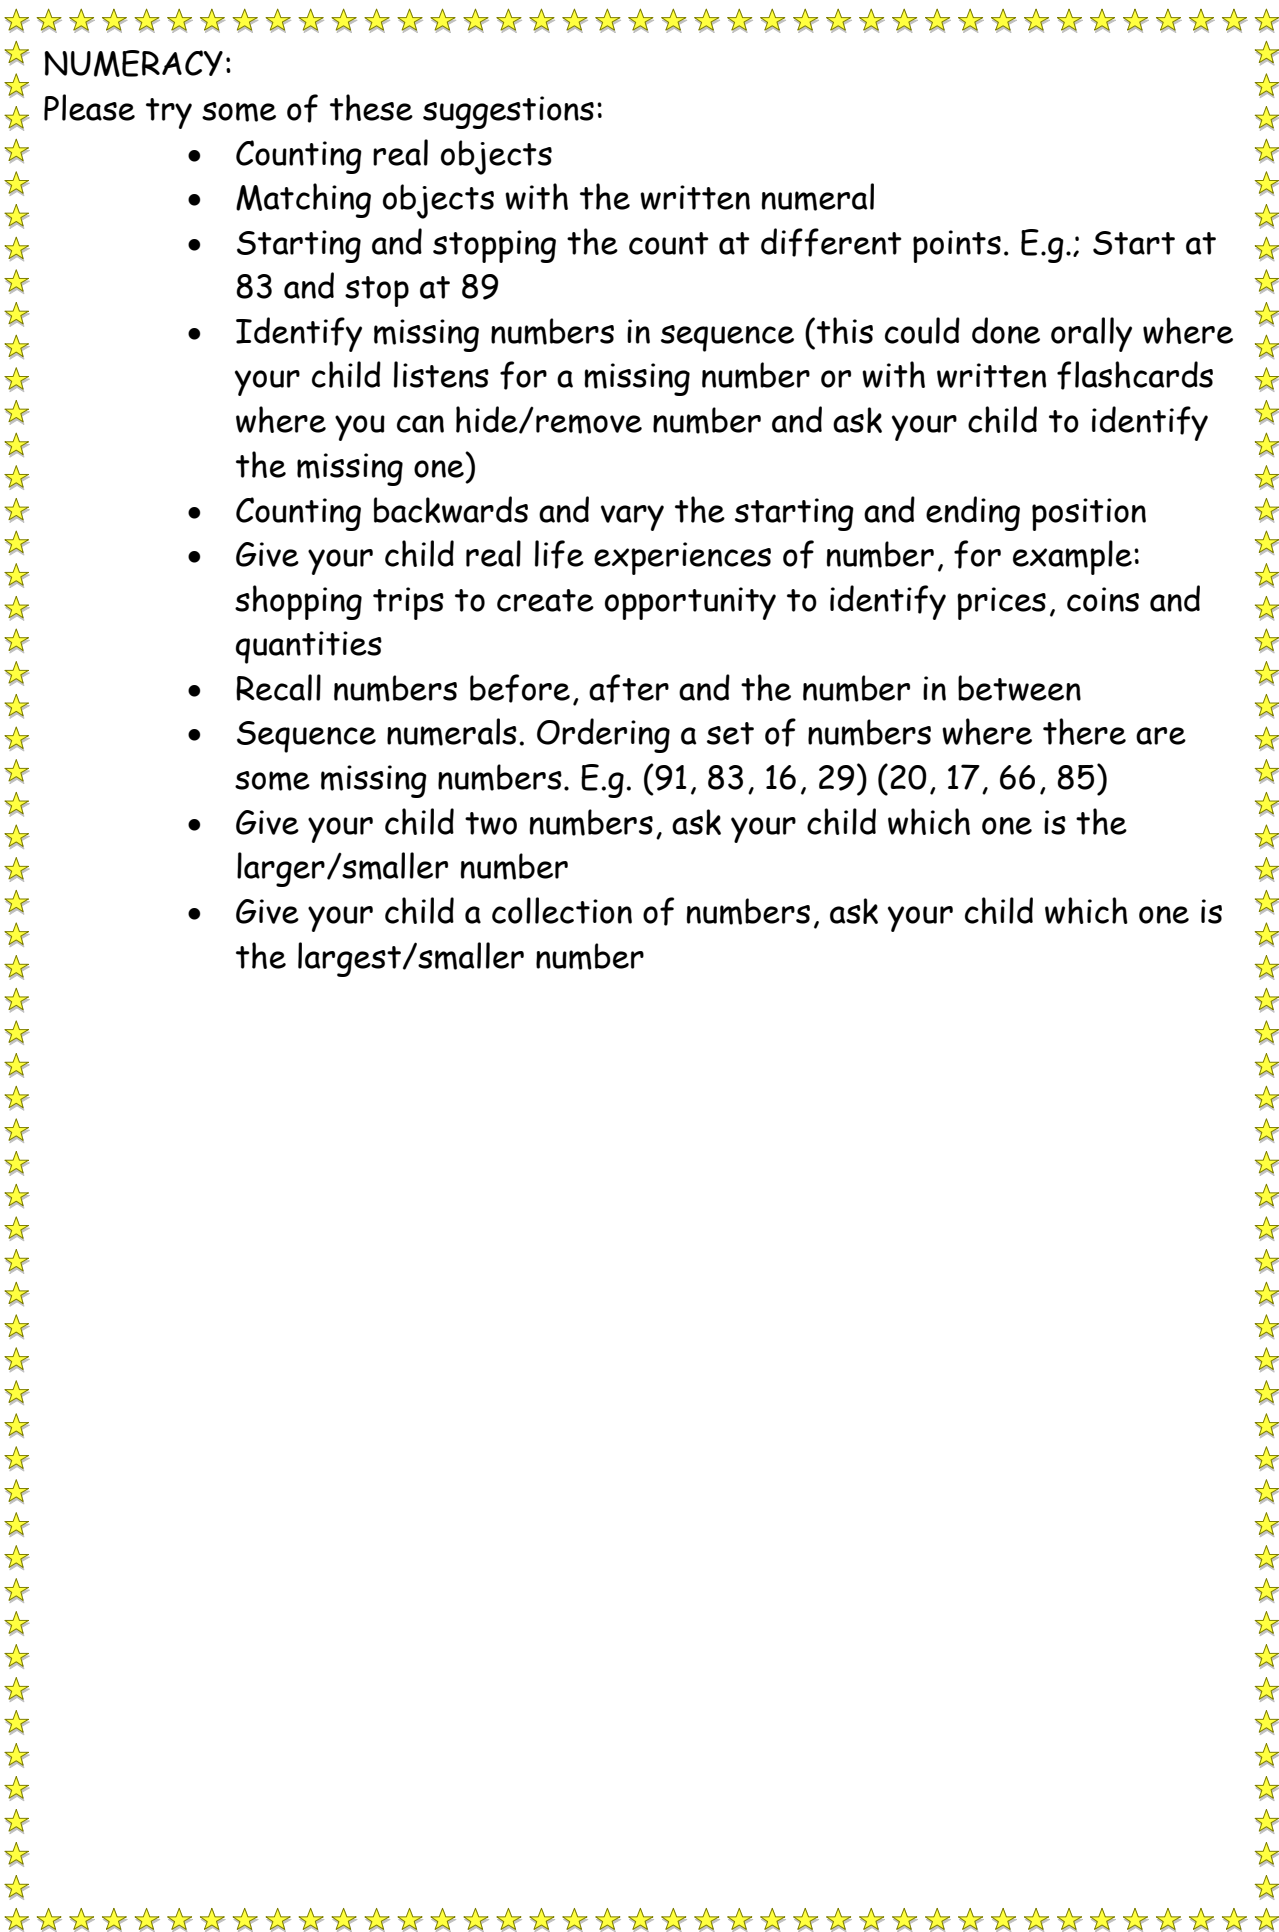 NUMERACY:
Please try some of these suggestions:
• Counting real objects
• Matching objects with the written numeral
• Starting and stopping the count at different points. E.g.; Start at
83 and stop at 89
• Identify missing numbers in sequence (this could done orally where
your child listens for a missing number or with written flashcards
where you can hide/remove number and ask your child to identify
the missing one)
• Counting backwards and vary the starting and ending position
• Give your child real life experiences of number, for example:
shopping trips to create opportunity to identify prices, coins and
quantities
• Recall numbers before, after and the number in between
• Sequence numerals. Ordering a set of numbers where there are
some missing numbers. E.g. (91, 83, 16, 29) (20, 17, 66, 85)
• Give your child two numbers, ask your child which one is the
larger/smaller number
• Give your child a collection of numbers, ask your child which one is
the largest/smaller number